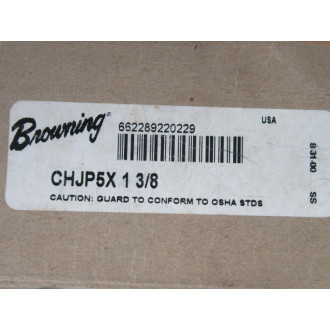 Browning
662289220229
USA
CHJP5X 1 3/8
CAUTION: GUARD TO CONFORM TO OSHA STDS
8-31-00 SS